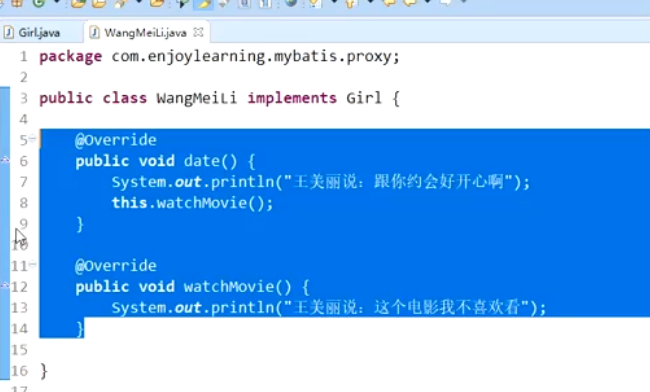 Girl.java
WangMeiLi.java
1 package com.enjoylearning.mybatis.proxy;
2
3 public class WangMeiLi implements Girl {
4
5 @Override
6 public void date() {
7 System.out.println("王美丽说：跟你约会好开心啊");
8 this.watchMovie();
9 }
10
11 @Override
12 public void watchMovie() {
13 System.out.println("王美丽说：这个电影我不喜欢看");
14 }
15
16 }
17